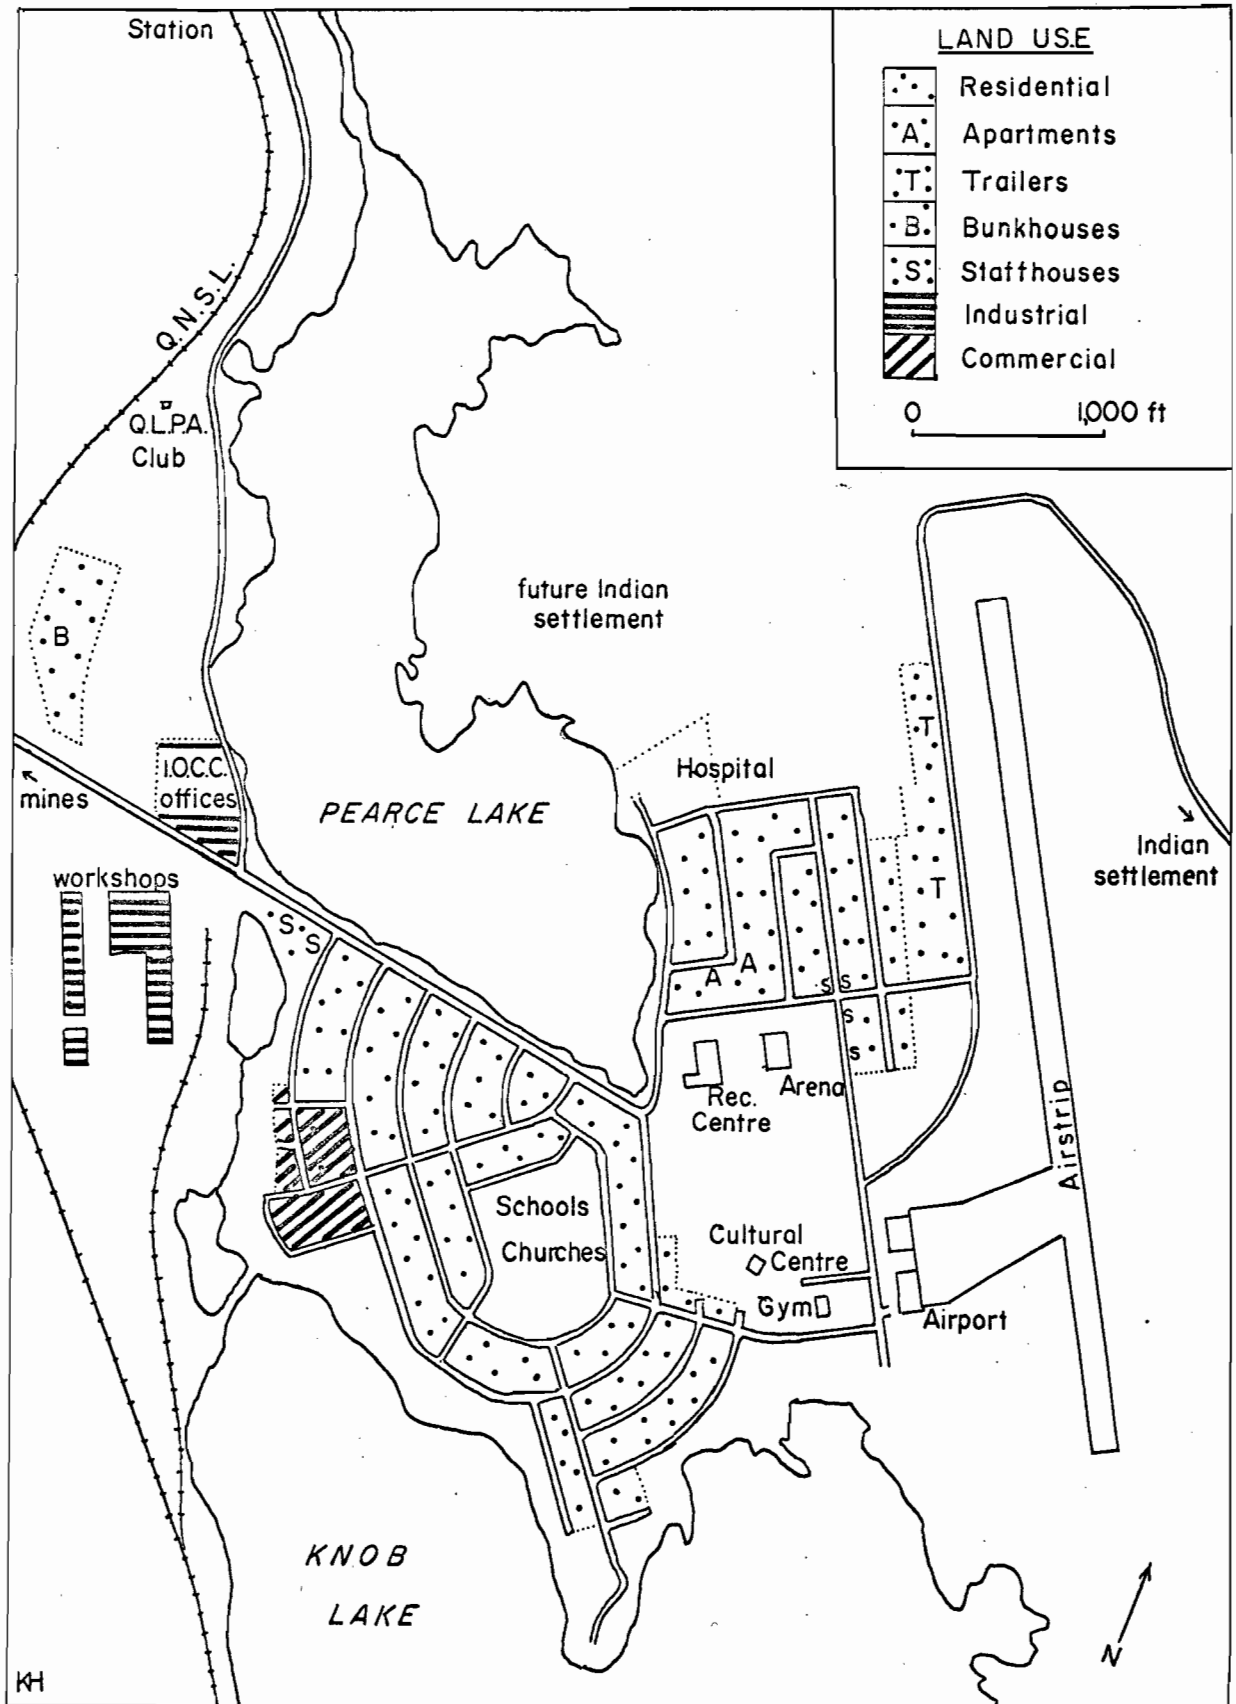 Station
LAND USE
Residential
A
Apartments
T
Trailers
B
Bunkhouses
S
Staffhouses
Industrial
Commercial
0 1,000 ft
Q.N.S.L.
Q.L.P.A.
Club
future Indian
settlement
B
T
Hospital
I.O.C.C.
offices
mines
PEARCE LAKE
Indian
settlement
workshops
T
S
S
A
A
S
S
S
S
Rec.
Centre
Arena
Airstrip
Schools
Churches
Cultural
Centre
Gym
Airport
KNOB
LAKE
N
KH